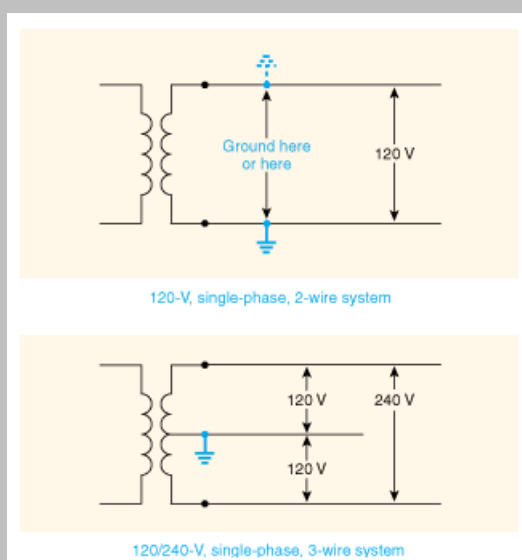 Ground here
or here
120 V
120-V, single-phase, 2-wire system
120 V
240 V
120 V
120/240-V, single-phase, 3-wire system